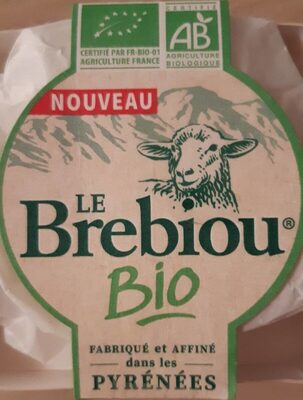 CERTIFIÉ PAR FR-BIO-01
AGRICULTURE FRANCE
CERTIFIÉ
AB
AGRICULTURE
BIOLOGIQUE
NOUVEAU
LE
Brebiou®
Bio
FABRIQUÉ et AFFINÉ
dans les
PYRÉNÉES